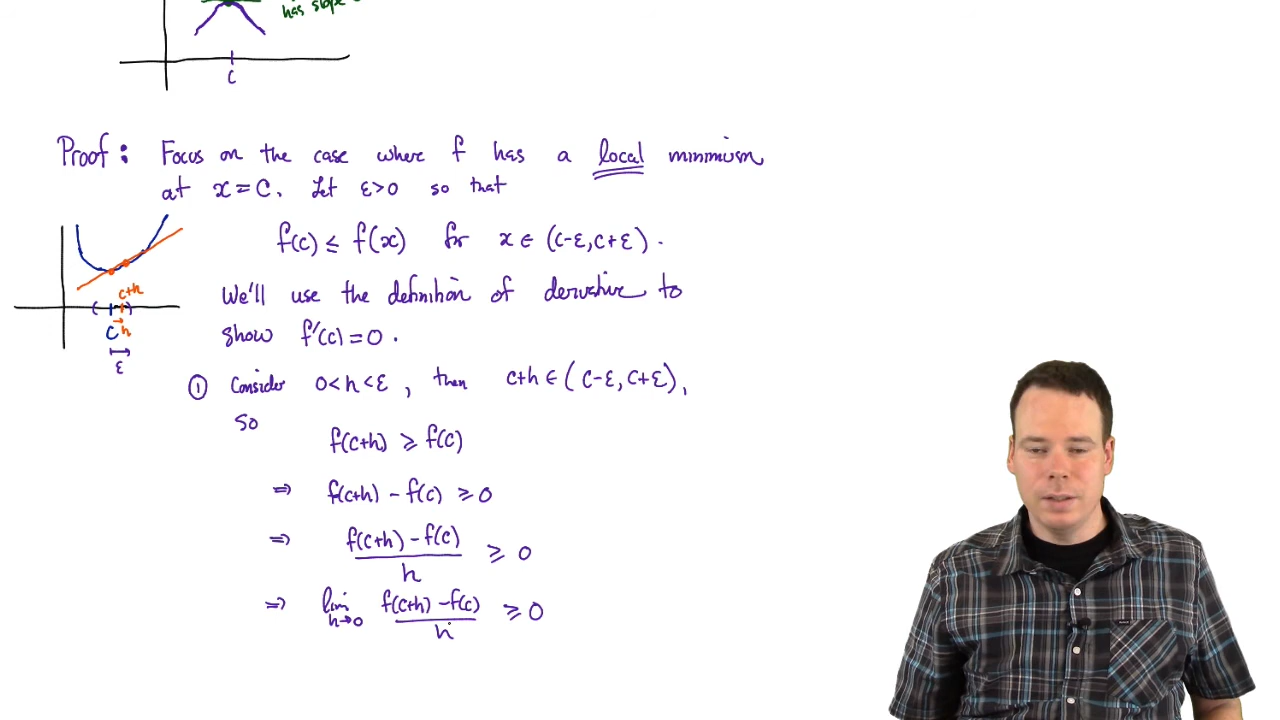 has slope
C
Proof: Focus on the case where f has a local minimum
at x = C. Let ε>0 so that
f(c) ≤ f(x) for x ∈ (c-ε, c+ε).
We'll use the definition of derivative to
show f'(c) = 0.
c+h
C h
ε
① Consider 0<h<ε, then c+h ∈ (c-ε, c+ε),
so
f(c+h) ≥ f(c)
⇒ f(c+h) - f(c) ≥ 0
⇒ f(c+h) - f(c) / h ≥ 0
⇒ lim h→0 f(c+h) - f(c) / h ≥ 0